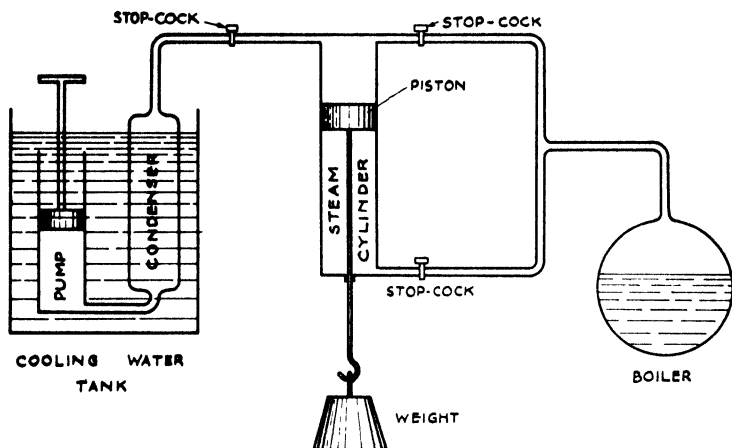 STOP-COCK
STOP-COCK
PISTON
STEAM
CYLINDER
CONDENSER
PUMP
STOP-COCK
COOLING WATER
TANK
BOILER
WEIGHT